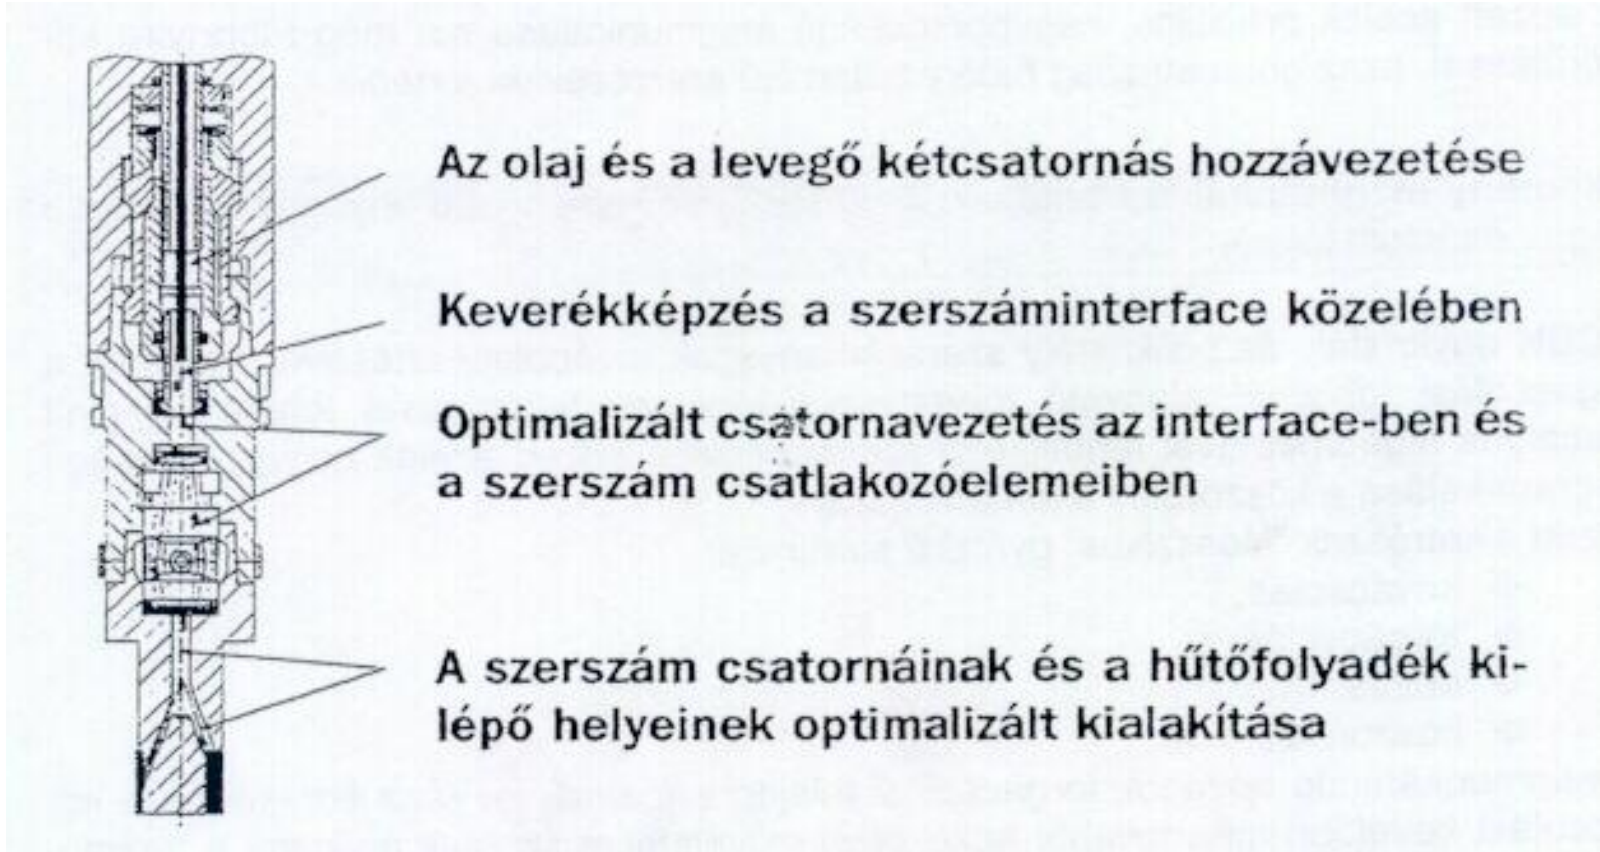 Az olaj és a levegő kétcsatornás hozzávezetése
Keverékképzés a szerszáminterface közelében
Optimalizált csatornavezetés az interface-ben és
a szerszám csatlakozóelemeiben
A szerszám csatornáinak és a hűtőfolyadék ki-
lépő helyeinek optimalizált kialakítása